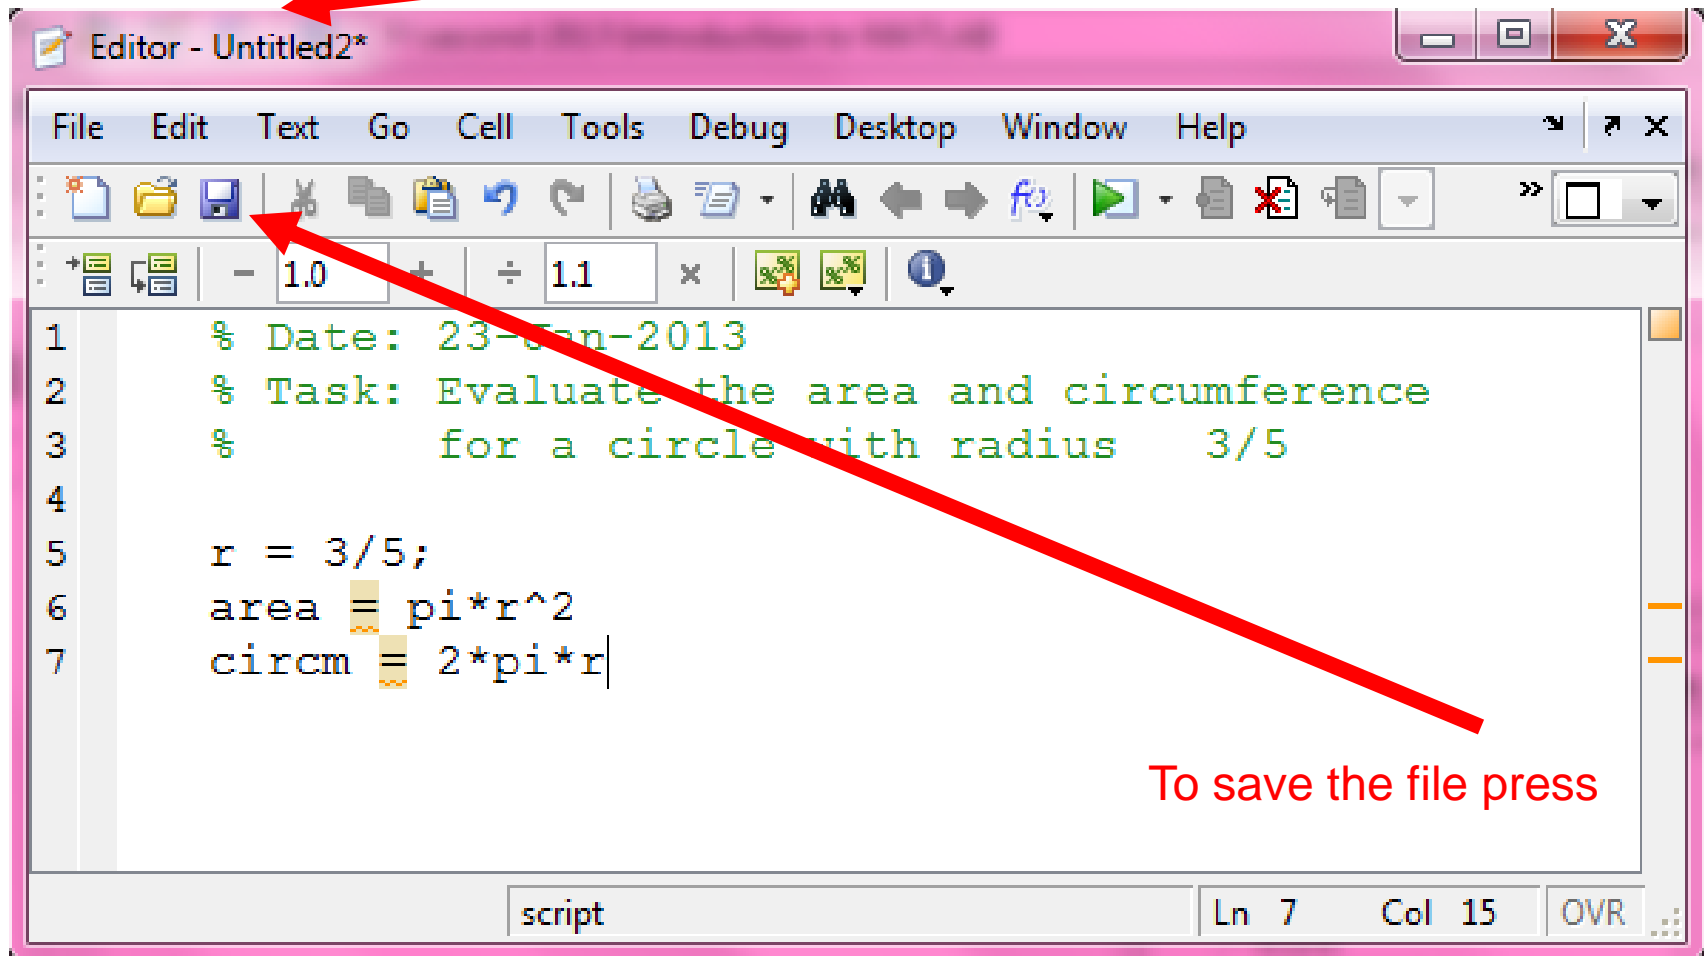 Editor - Untitled2*
File Edit Text Go Cell Tools Debug Desktop Window Help
1.0 1.1
1 % Date: 23-Jan-2013
2 % Task: Evaluate the area and circumference
3 % for a circle with radius 3/5
4
5 r = 3/5;
6 area = pi*r^2
7 circm = 2*pi*r
To save the file press
script Ln 7 Col 15 OVR